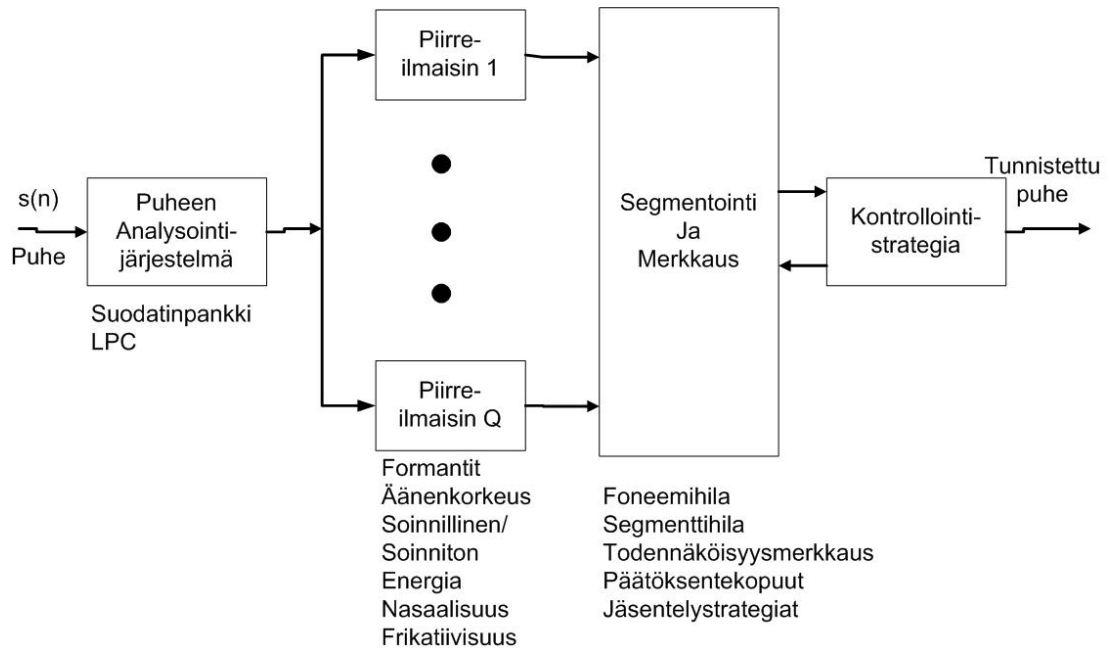 s(n)
Puhe
Puheen
Analysointi-
järjestelmä
Suodatinpankki
LPC
Piirre-
ilmaisin 1
Piirre-
ilmaisin Q
Formantit
Äänenkorkeus
Soinnillinen/
Soinniton
Energia
Nasaalisuus
Frikatiivisuus
Segmentointi
Ja
Merkkaus
Foneemihila
Segmenttihila
Todennäköisyysmerkkaus
Päätöksentekopuut
Jäsentelystrategiat
Kontrollointi-
strategia
Tunnistettu
puhe